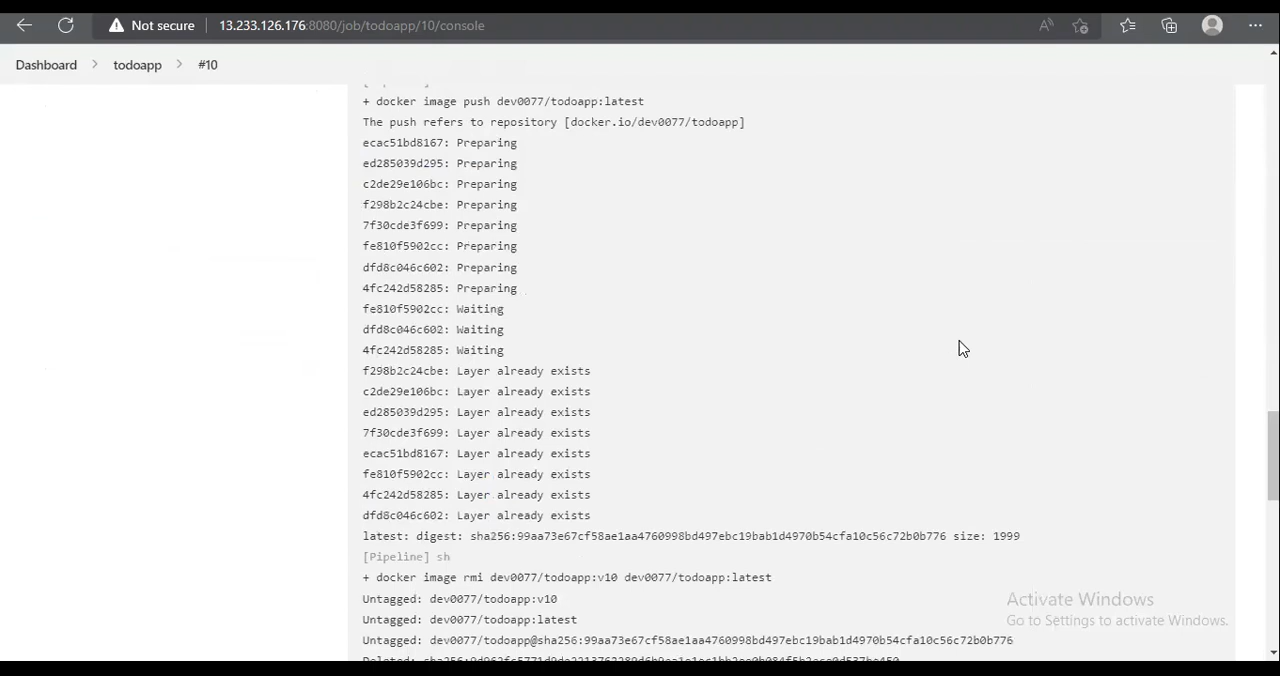 Not secure
13.233.126.176:8080/job/todoapp/10/console
Dashboard > todoapp > #10
+ docker image push dev0077/todoapp:latest
The push refers to repository [docker.io/dev0077/todoapp]
ecac51bd8167: Preparing
ed285039d295: Preparing
c2de29e106bc: Preparing
f298b2c24cbe: Preparing
7f30cde3f699: Preparing
fe810f5902cc: Preparing
dfd8c046c602: Preparing
4fc242d58285: Preparing
fe810f5902cc: Waiting
dfd8c046c602: Waiting
4fc242d58285: Waiting
f298b2c24cbe: Layer already exists
c2de29e106bc: Layer already exists
ed285039d295: Layer already exists
7f30cde3f699: Layer already exists
ecac51bd8167: Layer already exists
fe810f5902cc: Layer already exists
4fc242d58285: Layer already exists
dfd8c046c602: Layer already exists
latest: digest: sha256:99aa73e67cf58ae1aa4760998bd497ebc19bab1d4970b54cfa10c56c72b0b776 size: 1999
[Pipeline] sh
+ docker image rmi dev0077/todoapp:v10 dev0077/todoapp:latest
Untagged: dev0077/todoapp:v10
Untagged: dev0077/todoapp:latest
Untagged: dev0077/todoapp@sha256:99aa73e67cf58ae1aa4760998bd497ebc19bab1d4970b54cfa10c56c72b0b776
Activate Windows
Go to Settings to activate Windows.